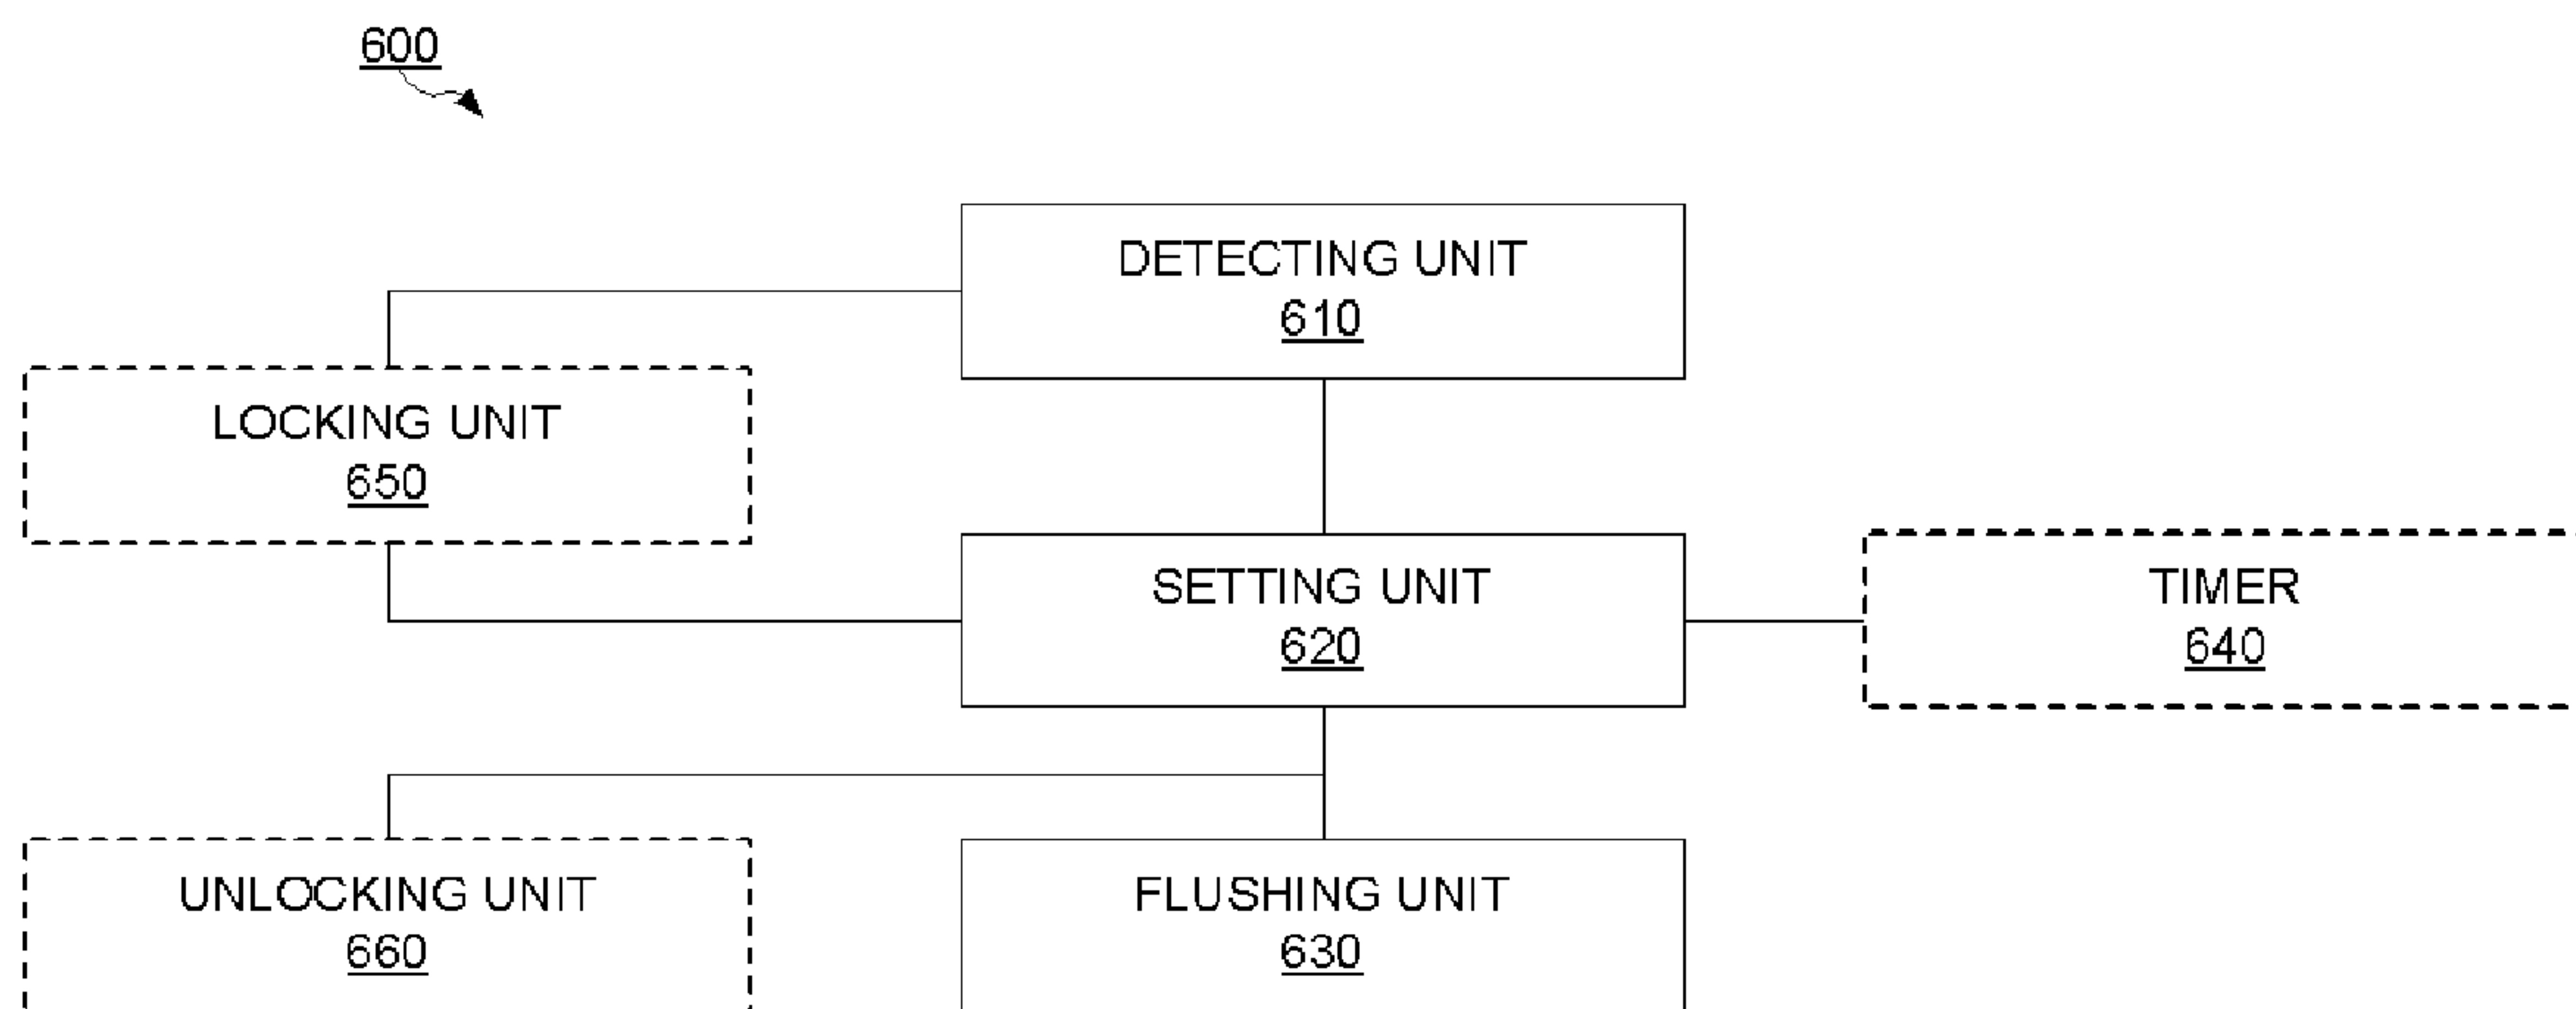 600
DETECTING UNIT
610
LOCKING UNIT
650
SETTING UNIT
620
TIMER
640
UNLOCKING UNIT
660
FLUSHING UNIT
630